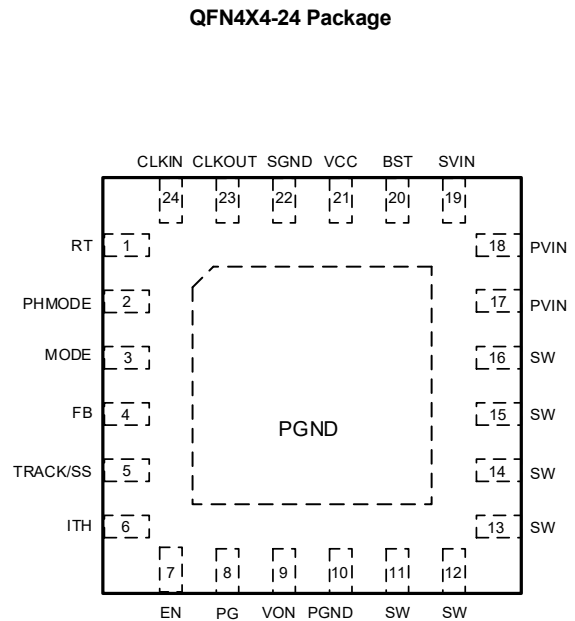 QFN4X4-24 Package
CLKIN CLKOUT SGND VCC BST SVIN
24 23 22 21 20 19
RT 1 18 PVIN
PHMODE 2 17 PVIN
MODE 3 16 SW
FB 4 15 SW
PGND
TRACK/SS 5 14 SW
ITH 6 13 SW
7 8 9 10 11 12
EN PG VON PGND SW SW